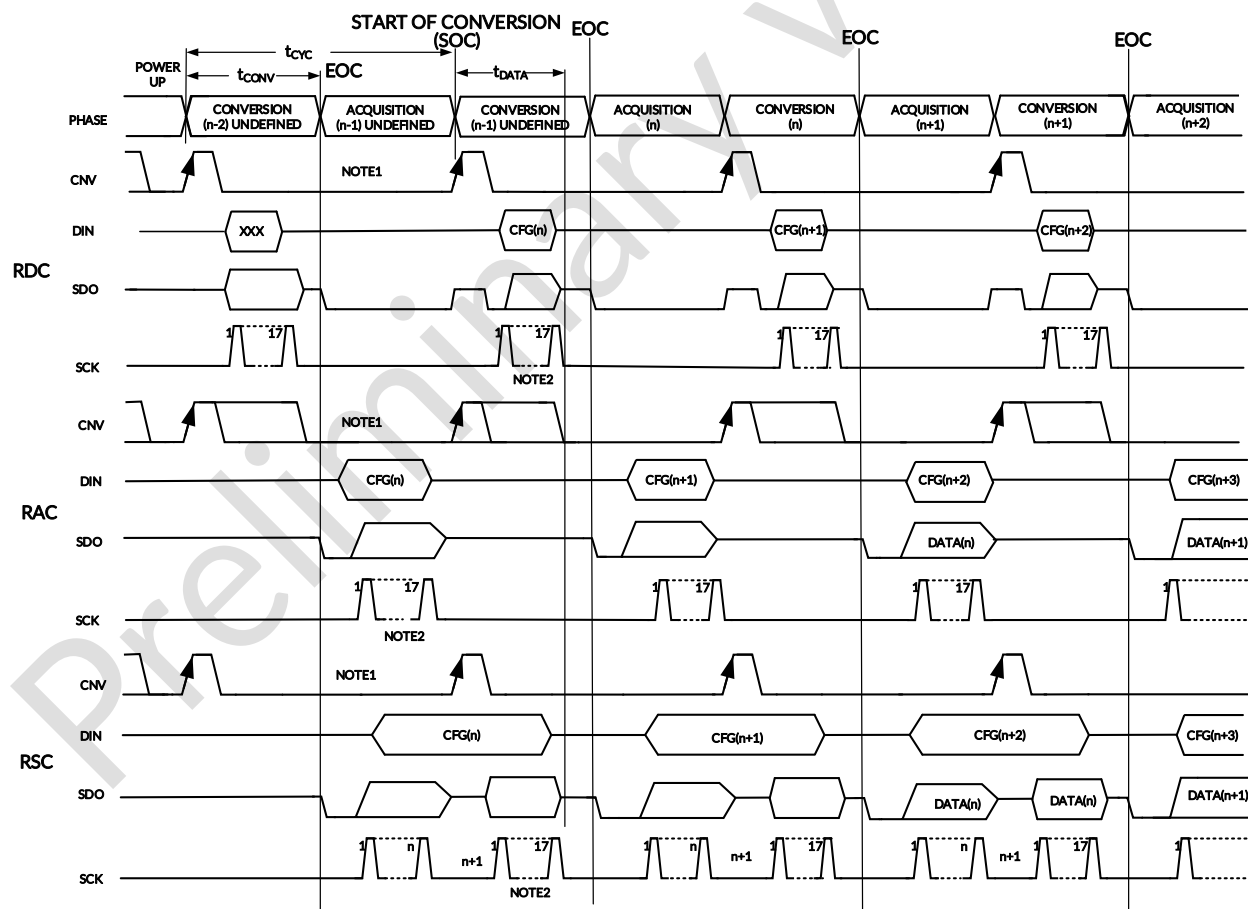 START OF CONVERSION
(SOC)
EOC
EOC
EOC
tCYC
POWER
UP
tCONV
EOC
tDATA
PHASE
CONVERSION
(n-2) UNDEFINED
ACQUISITION
(n-1) UNDEFINED
CONVERSION
(n-1) UNDEFINED
ACQUISITION
(n)
CONVERSION
(n)
ACQUISITION
(n+1)
CONVERSION
(n+1)
ACQUISITION
(n+2)
CNV
NOTE1
DIN
XXX
CFG(n)
CFG(n+1)
CFG(n+2)
RDC
SDO
SCK
1 17
1 17
1 17
1 17
NOTE2
CNV
NOTE1
DIN
CFG(n)
CFG(n+1)
CFG(n+2)
CFG(n+3)
RAC
SDO
DATA(n)
DATA(n+1)
SCK
1 17
1 17
1 17
1
NOTE2
CNV
NOTE1
DIN
CFG(n)
CFG(n+1)
CFG(n+2)
CFG(n+3)
RSC
SDO
DATA(n)
DATA(n)
DATA(n+1)
SCK
1 n n+1 1 17
1 n n+1 1 17
1 n n+1 1 17
1
NOTE2
Preliminary v